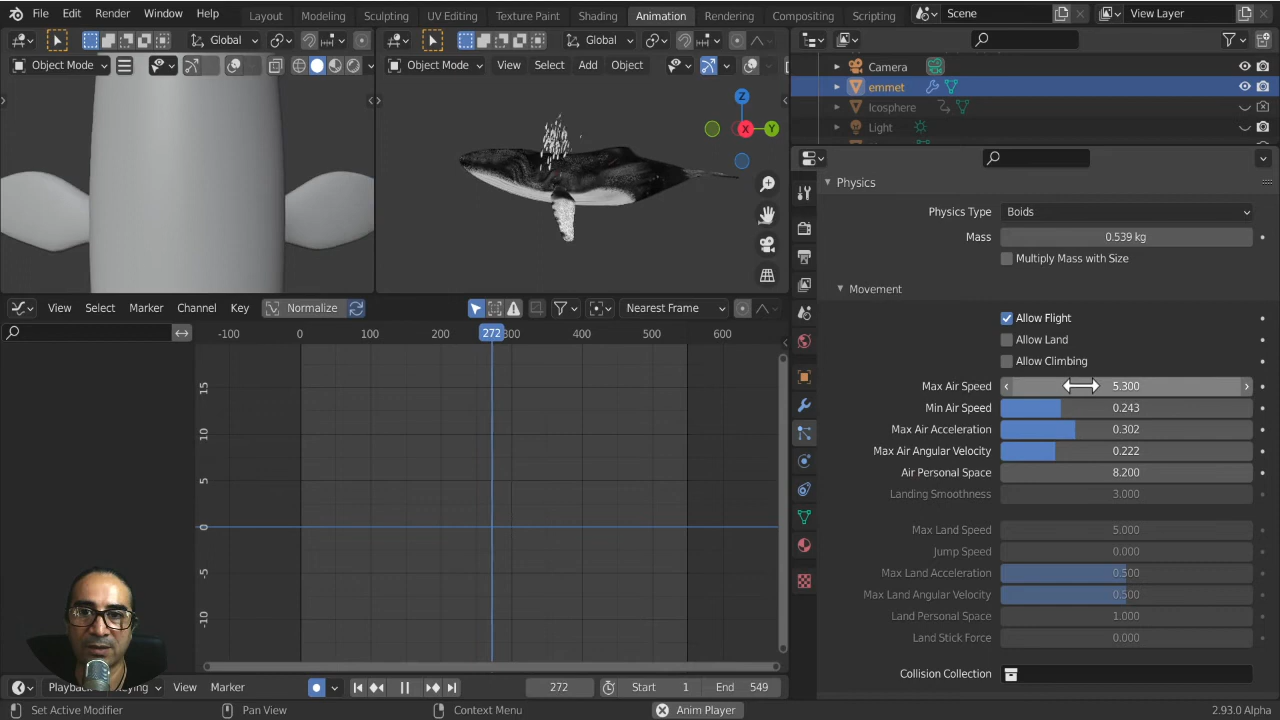 File Edit Render Window Help Layout Modeling Sculpting UV Editing Texture Paint Shading Animation Rendering Compositing Scripting Scene View Layer
Global Global
Object Mode Object Mode View Select Add Object
Camera
emmet
Icosphere
Light
Z
X
Y
Physics
Physics Type Boids
Mass 0.539 kg
Multiply Mass with Size
Movement
Allow Flight
Allow Land
Allow Climbing
Max Air Speed 5.300
Min Air Speed 0.243
Max Air Acceleration 0.302
Max Air Angular Velocity 0.222
Air Personal Space 8.200
Landing Smoothness 3.000
Max Land Speed 5.000
Jump Speed 0.000
Max Land Acceleration 0.500
Max Land Angular Velocity 0.500
Land Personal Space 1.000
Land Stick Force 0.000
Collision Collection
View Select Marker Channel Key Normalize Nearest Frame
-100 0 100 200 272 300 400 500 600
15
10
5
0
-5
-10
Playback Keying View Marker 272 Start 1 End 549
Set Active Modifier Pan View Context Menu Anim Player 2.93.0 Alpha